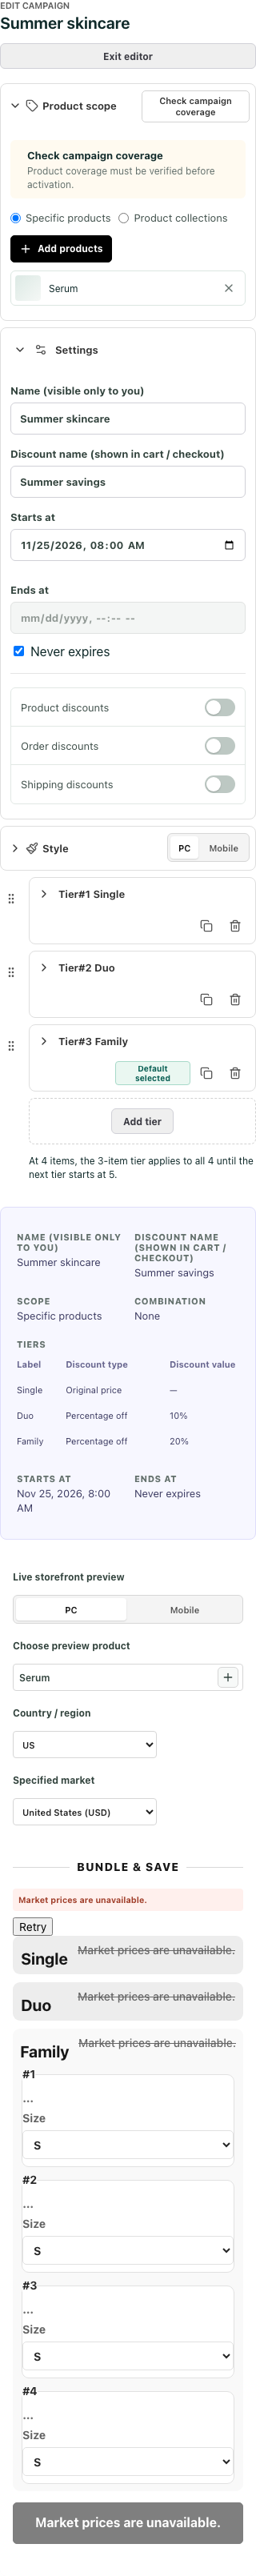 EDIT CAMPAIGN
Summer skincare
Exit editor
Product scope
Check campaign
coverage
Check campaign coverage
Product coverage must be verified before
activation.
Specific products
Product collections
Add products
Serum
Settings
Name (visible only to you)
Summer skincare
Discount name (shown in cart / checkout)
Summer savings
Starts at
11/25/2026, 08:00 AM
Ends at
mm/dd/yyyy, --:-- --
Never expires
Product discounts
Order discounts
Shipping discounts
Style
PC
Mobile
Tier#1 Single
Tier#2 Duo
Tier#3 Family
Default
selected
Add tier
At 4 items, the 3-item tier applies to all 4 until the
next tier starts at 5.
NAME (VISIBLE ONLY
TO YOU)
Summer skincare
DISCOUNT NAME
(SHOWN IN CART /
CHECKOUT)
Summer savings
SCOPE
Specific products
COMBINATION
None
TIERS
Label Discount type Discount value
Single Original price —
Duo Percentage off 10%
Family Percentage off 20%
STARTS AT
Nov 25, 2026, 8:00
AM
ENDS AT
Never expires
Live storefront preview
PC
Mobile
Choose preview product
Serum
Country / region
US
Specified market
United States (USD)
BUNDLE & SAVE
Market prices are unavailable.
Retry
Single
Market prices are unavailable.
Duo
Market prices are unavailable.
Family
Market prices are unavailable.
#1
...
Size
S
#2
...
Size
S
#3
...
Size
S
#4
...
Size
S
Market prices are unavailable.